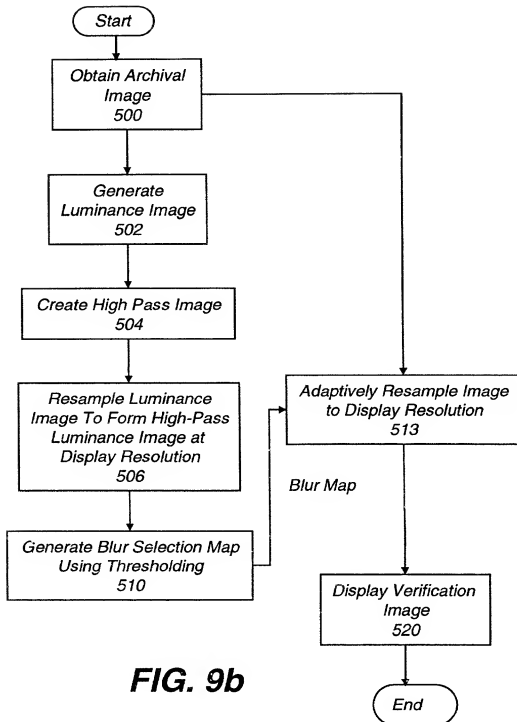 Start
Obtain Archival
Image
500
Generate
Luminance Image
502
Create High Pass Image
504
Resample Luminance
Image To Form High-Pass
Luminance Image at
Display Resolution
506
Generate Blur Selection Map
Using Thresholding
510
Blur Map
Adaptively Resample Image
to Display Resolution
513
Display Verification
Image
520
End
FIG. 9b